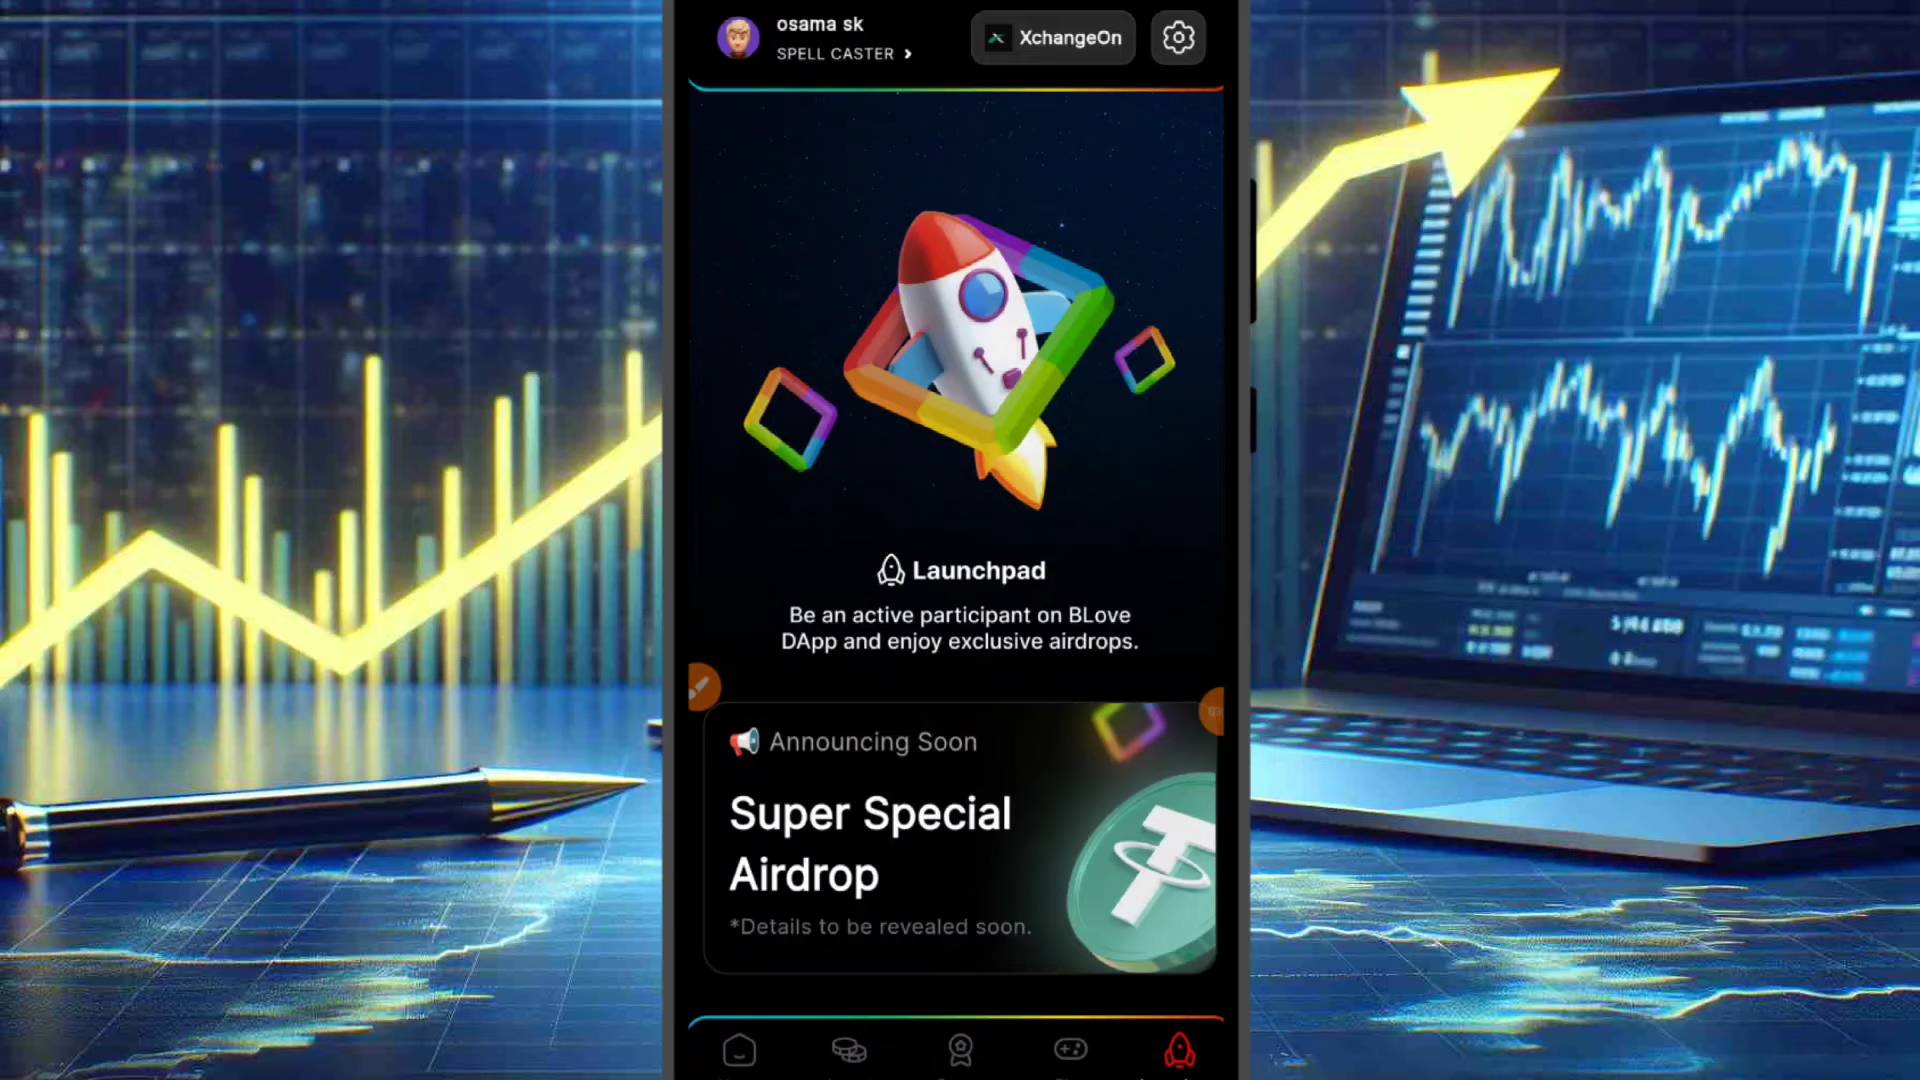 osama sk
SPELL CASTER
XchangeOn
Launchpad
Be an active participant on BLove
DApp and enjoy exclusive airdrops.
Announcing Soon
Super Special
Airdrop
*Details to be revealed soon.